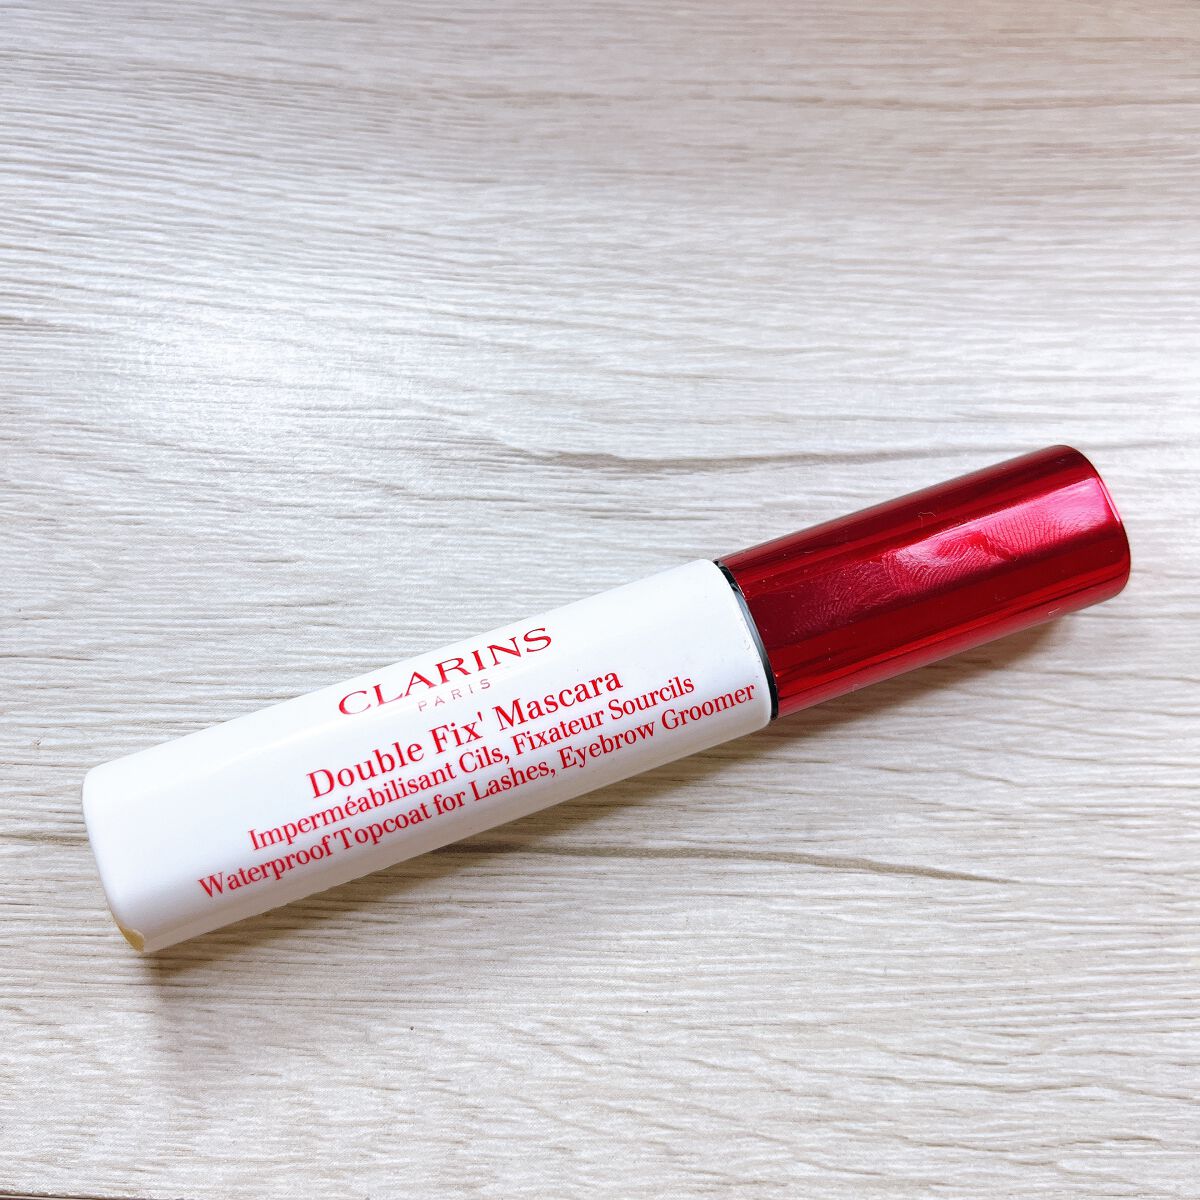 CLARINS
PARIS
Double Fix' Mascara
Imperméabilisant Cils, Fixateur Sourcils
Waterproof Topcoat for Lashes, Eyebrow Groomer